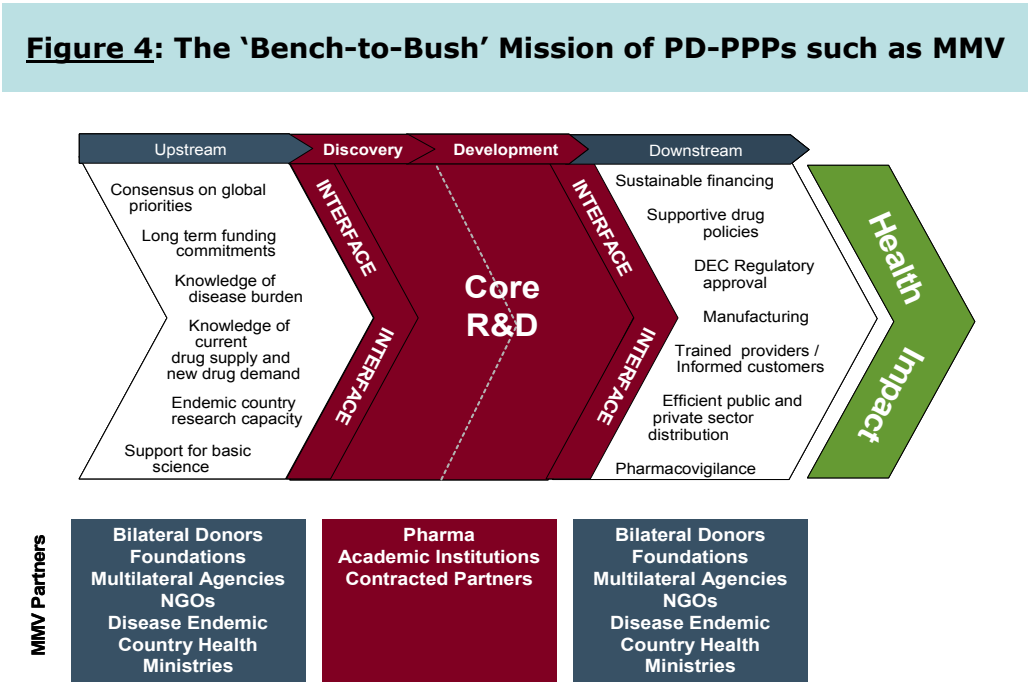 Figure 4: The ‘Bench-to-Bush’ Mission of PD-PPPs such as MMV
Upstream
Discovery
Development
Downstream
Consensus on global
priorities
Long term funding
commitments
Knowledge of
disease burden
Knowledge of
current
drug supply and
new drug demand
Endemic country
research capacity
Support for basic
science
INTERFACE
INTERFACE
Core
R&D
INTERFACE
INTERFACE
Sustainable financing
Supportive drug
policies
DEC Regulatory
approval
Manufacturing
Trained providers /
Informed customers
Efficient public and
private sector
distribution
Pharmacovigilance
Health
Impact
MMV Partners
Bilateral Donors
Foundations
Multilateral Agencies
NGOs
Disease Endemic
Country Health
Ministries
Pharma
Academic Institutions
Contracted Partners
Bilateral Donors
Foundations
Multilateral Agencies
NGOs
Disease Endemic
Country Health
Ministries